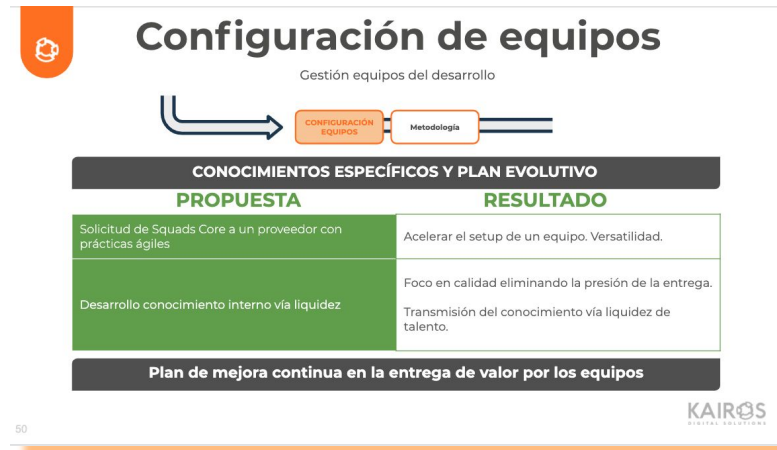 Configuración de equipos
Gestión equipos del desarrollo
CONFIGURACIÓN
EQUIPOS
Metodología
CONOCIMIENTOS ESPECÍFICOS Y PLAN EVOLUTIVO
PROPUESTA
RESULTADO
Solicitud de Squads Core a un proveedor con
prácticas ágiles
Acelerar el setup de un equipo. Versatilidad.
Desarrollo conocimiento interno vía liquidez
Foco en calidad eliminando la presión de la entrega.
Transmisión del conocimiento vía liquidez de
talento.
Plan de mejora continua en la entrega de valor por los equipos
KAIROS
DIGITAL SOLUTIONS
50